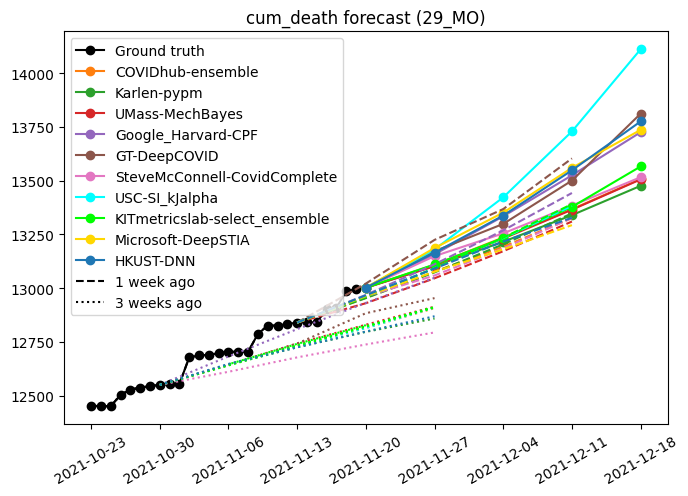 cum_death forecast (29_MO)
Ground truth
COVIDhub-ensemble
Karlen-pypm
UMass-MechBayes
Google_Harvard-CPF
GT-DeepCOVID
SteveMcConnell-CovidComplete
USC-SI_kJalpha
KITmetricslab-select_ensemble
Microsoft-DeepSTIA
HKUST-DNN
1 week ago
3 weeks ago
14000
13750
13500
13250
13000
12750
12500
2021-10-23
2021-10-30
2021-11-06
2021-11-13
2021-11-20
2021-11-27
2021-12-04
2021-12-11
2021-12-18